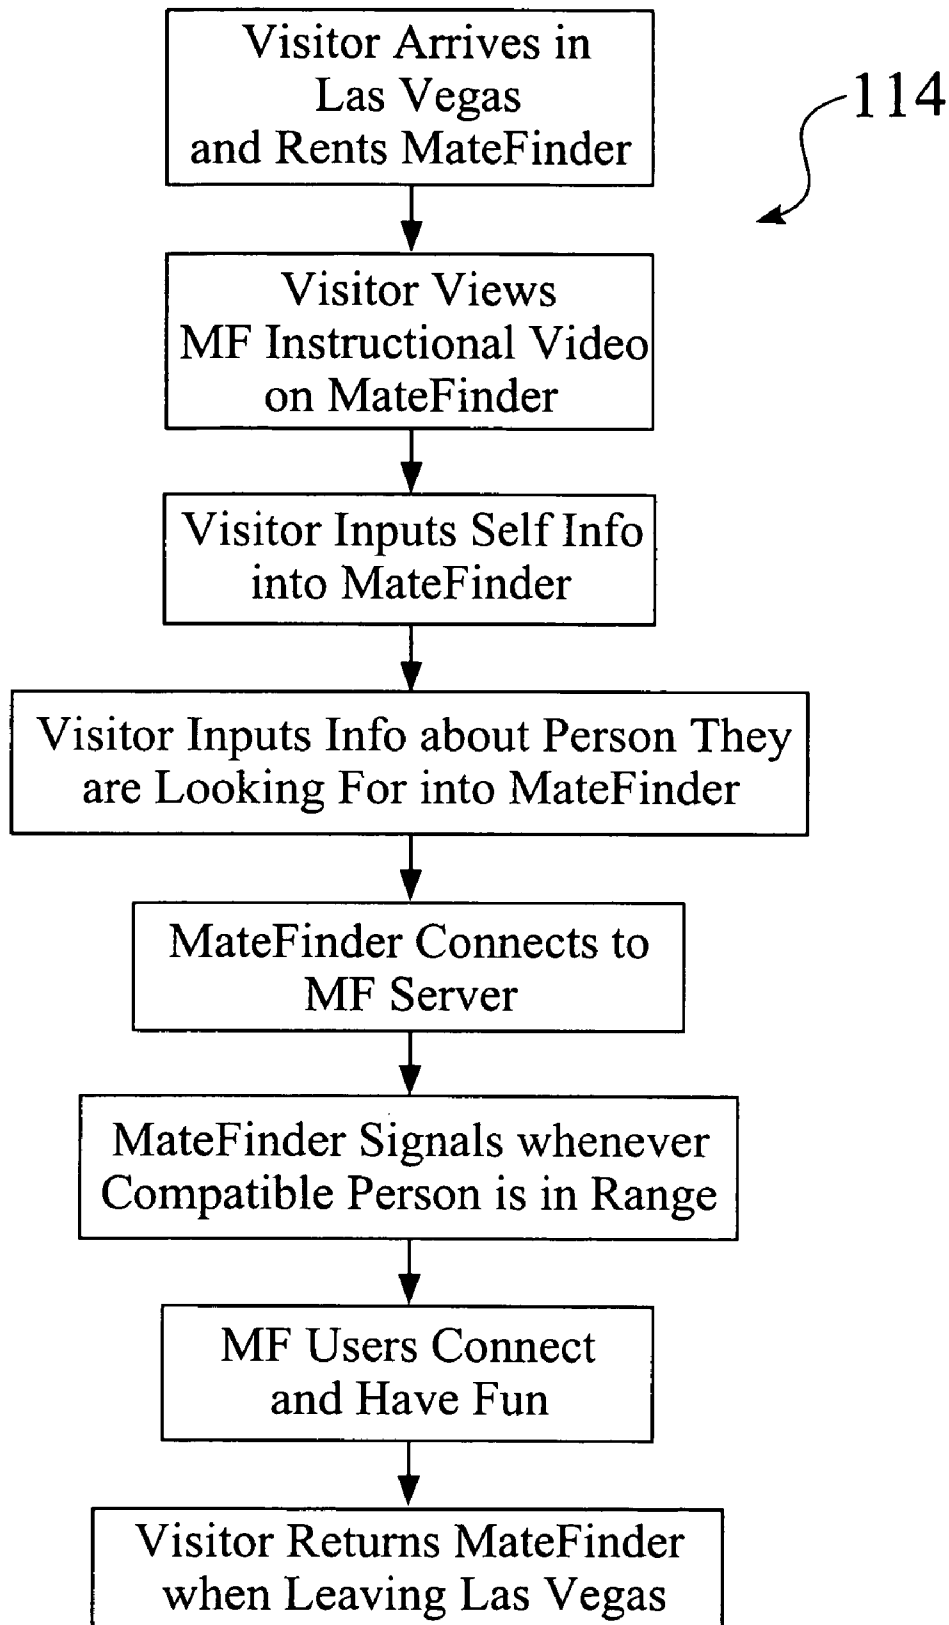 Visitor Arrives in
Las Vegas
and Rents MateFinder
114
Visitor Views
MF Instructional Video
on MateFinder
Visitor Inputs Self Info
into MateFinder
Visitor Inputs Info about Person They
are Looking For into MateFinder
MateFinder Connects to
MF Server
MateFinder Signals whenever
Compatible Person is in Range
MF Users Connect
and Have Fun
Visitor Returns MateFinder
when Leaving Las Vegas